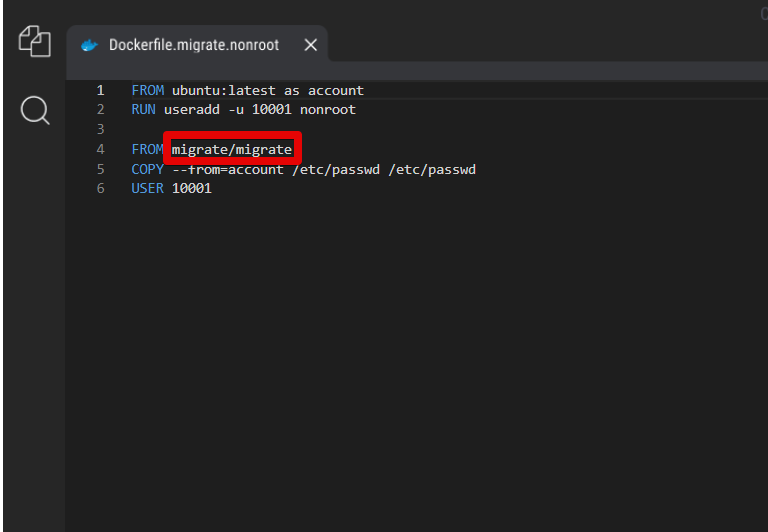 Dockerfile.migrate.nonroot
1 FROM ubuntu:latest as account
2 RUN useradd -u 10001 nonroot
3
4 FROM migrate/migrate
5 COPY --from=account /etc/passwd /etc/passwd
6 USER 10001